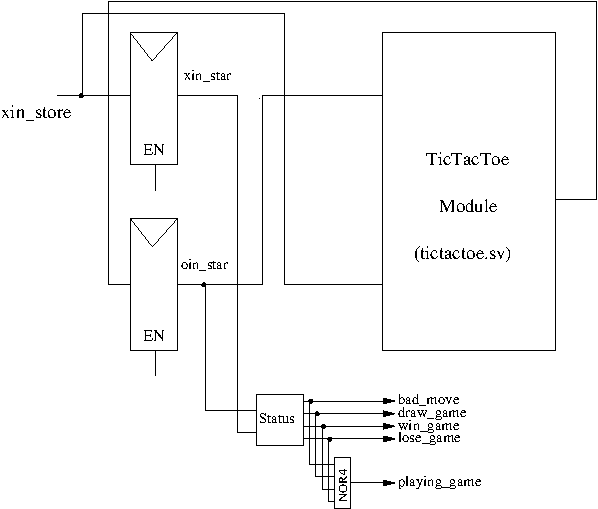 xin_star
xin_store
EN
TicTacToe
Module
(tictactoe.sv)
oin_star
EN
Status
bad_move
draw_game
win_game
lose_game
NOR4
playing_game